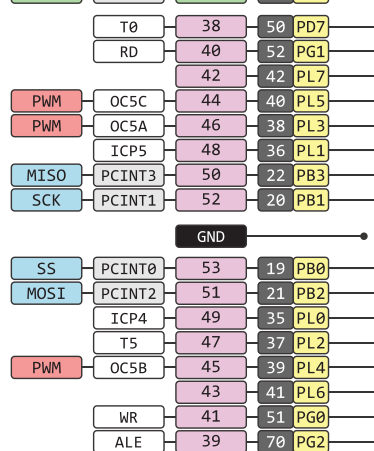 T0 38 50 PD7
RD 40 52 PG1
42 42 PL7
PWM OC5C 44 40 PL5
PWM OC5A 46 38 PL3
ICP5 48 36 PL1
MISO PCINT3 50 22 PB3
SCK PCINT1 52 20 PB1
GND
SS PCINT0 53 19 PB0
MOSI PCINT2 51 21 PB2
ICP4 49 35 PL0
T5 47 37 PL2
PWM OC5B 45 39 PL4
43 41 PL6
WR 41 51 PG0
ALE 39 70 PG2